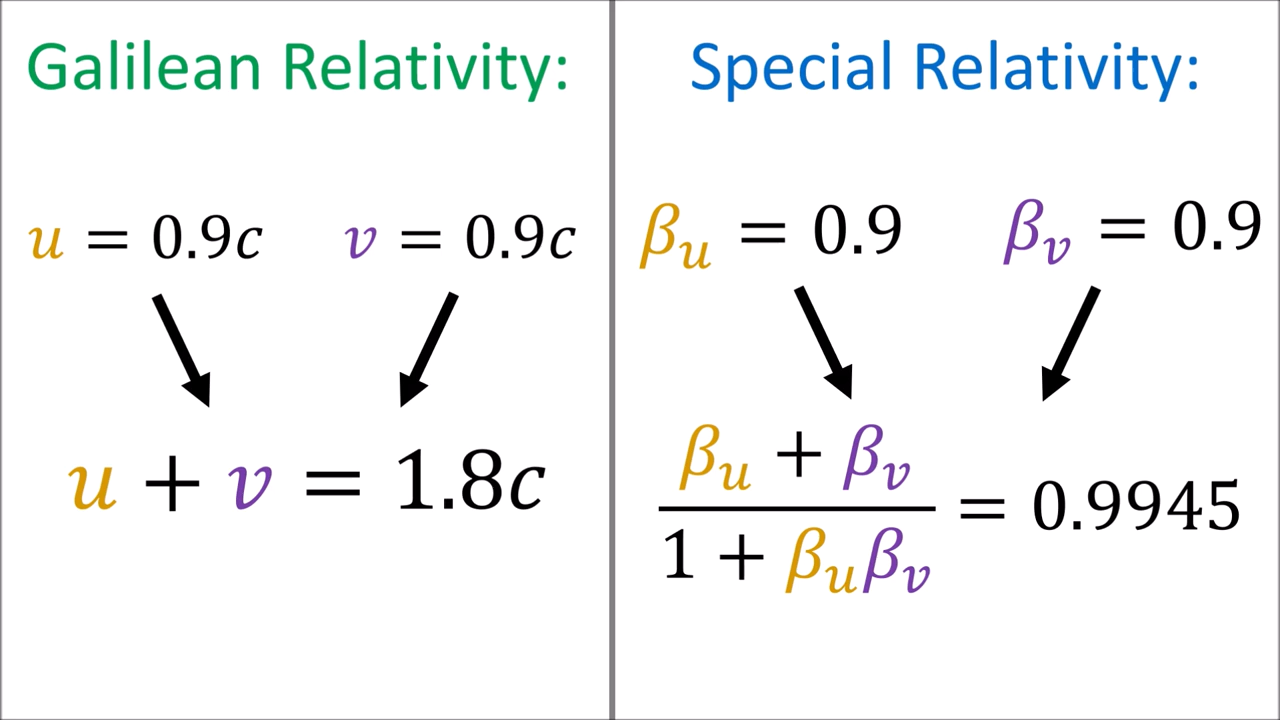 Galilean Relativity:
u = 0.9c v = 0.9c
u + v = 1.8c
Special Relativity:
βᵤ = 0.9 βᵥ = 0.9
βᵤ + βᵥ
1 + βᵤβᵥ
= 0.9945